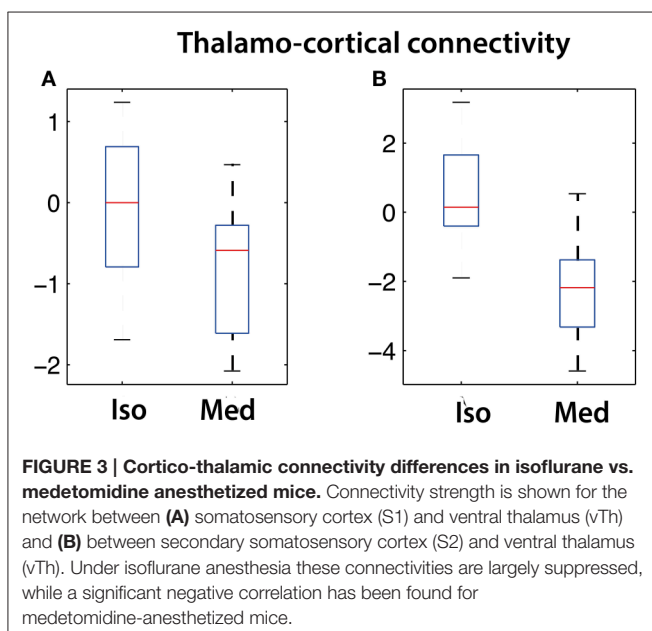 Thalamo-cortical connectivity
A
B
1
0
−1
−2
Iso
Med
2
0
−2
−4
Iso
Med
FIGURE 3 | Cortico-thalamic connectivity differences in isoflurane vs.
medetomidine anesthetized mice. Connectivity strength is shown for the
network between (A) somatosensory cortex (S1) and ventral thalamus (vTh)
and (B) between secondary somatosensory cortex (S2) and ventral thalamus
(vTh). Under isoflurane anesthesia these connectivities are largely suppressed,
while a significant negative correlation has been found for
medetomidine-anesthetized mice.